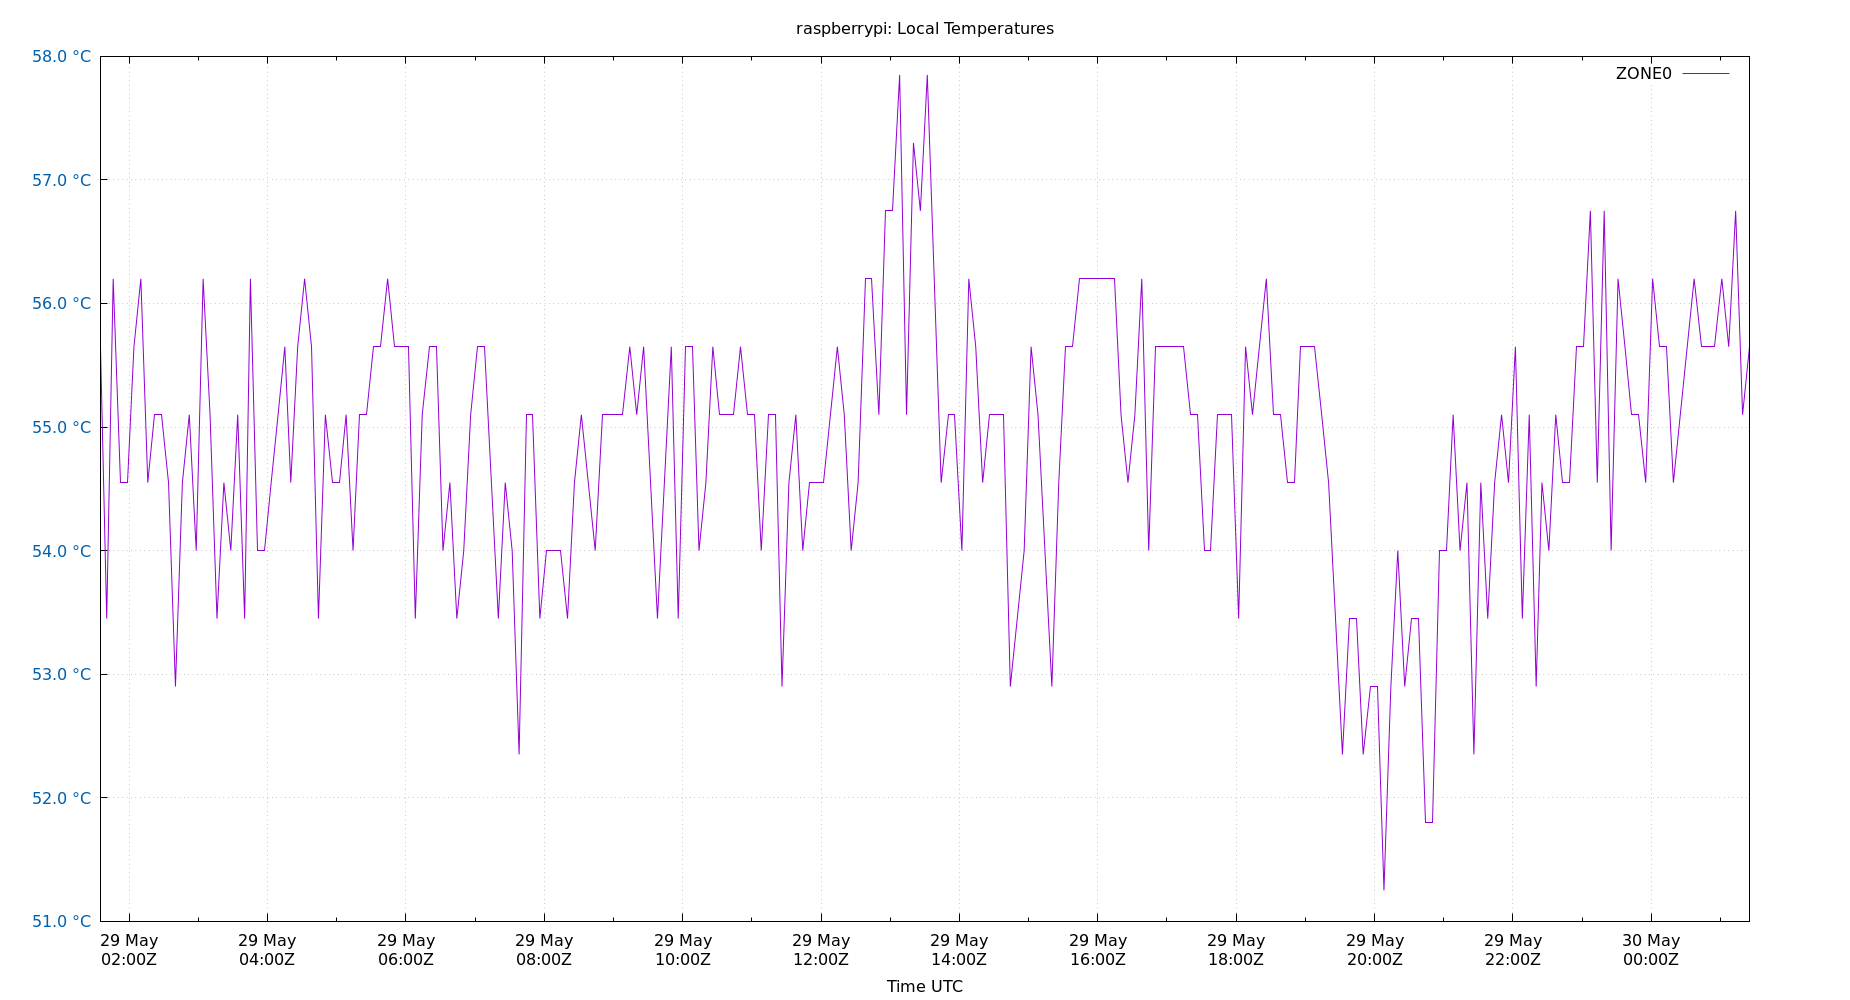 raspberrypi: Local Temperatures
ZONE0
58.0 °C
57.0 °C
56.0 °C
55.0 °C
54.0 °C
53.0 °C
52.0 °C
51.0 °C
29 May 29 May 29 May 29 May 29 May 29 May 29 May 29 May 29 May 29 May 29 May 30 May
02:00Z 04:00Z 06:00Z 08:00Z 10:00Z 12:00Z 14:00Z 16:00Z 18:00Z 20:00Z 22:00Z 00:00Z
Time UTC